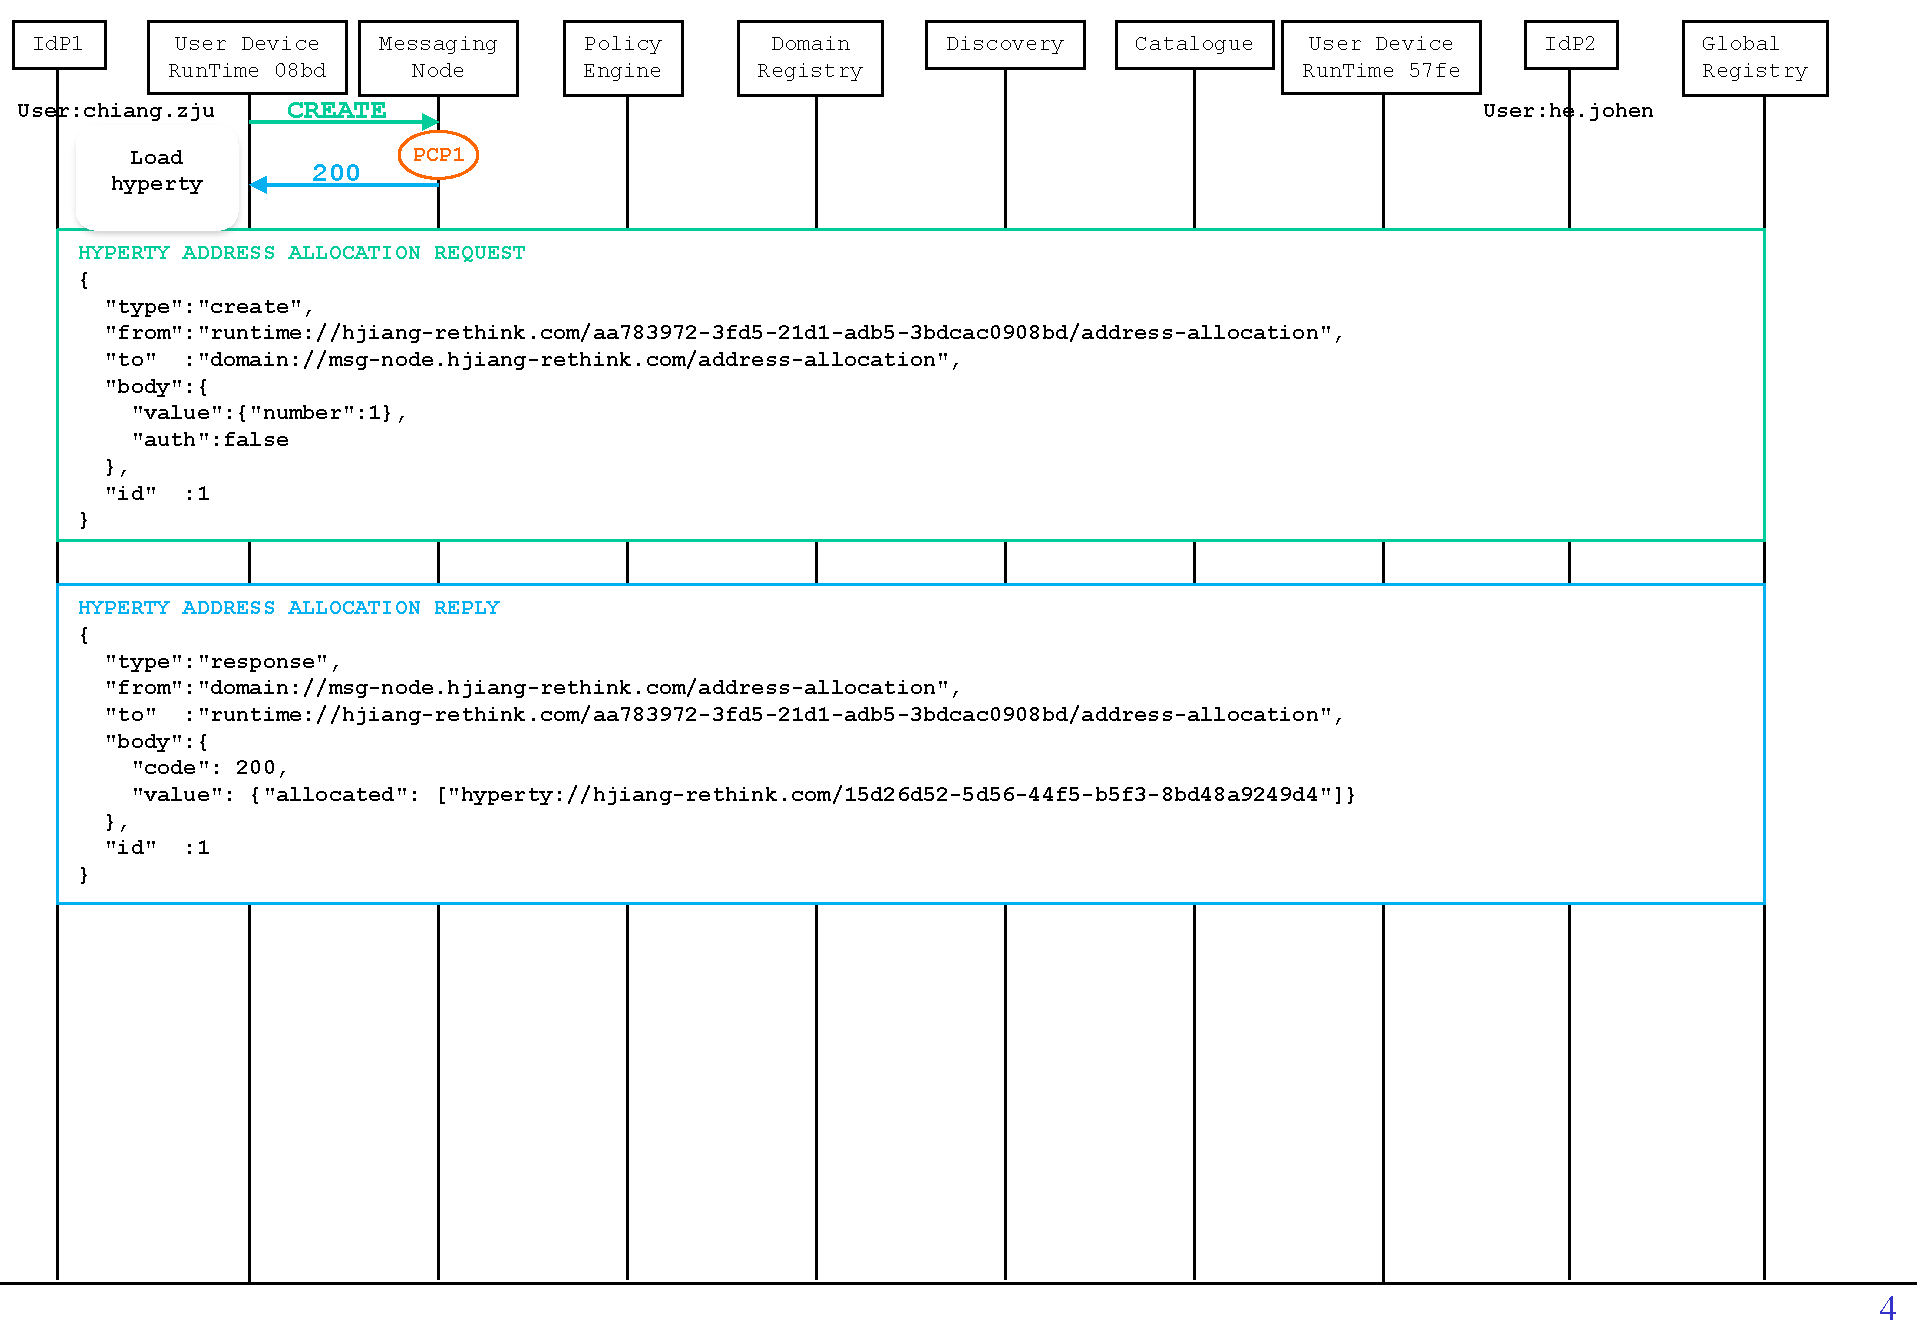 IdP1
User Device
RunTime 08bd
Messaging
Node
Policy
Engine
Domain
Registry
Discovery
Catalogue
User Device
RunTime 57fe
IdP2
Global
Registry
User:chiang.zju
CREATE
User:he.johen
Load
hyperty
PCP1
200
HYPERTY ADDRESS ALLOCATION REQUEST
{
  "type":"create",
  "from":"runtime://hjiang-rethink.com/aa783972-3fd5-21d1-adb5-3bdcac0908bd/address-allocation",
  "to"  :"domain://msg-node.hjiang-rethink.com/address-allocation",
  "body":{
    "value":{"number":1},
    "auth":false
  },
  "id"  :1
}
HYPERTY ADDRESS ALLOCATION REPLY
{
  "type":"response",
  "from":"domain://msg-node.hjiang-rethink.com/address-allocation",
  "to"  :"runtime://hjiang-rethink.com/aa783972-3fd5-21d1-adb5-3bdcac0908bd/address-allocation",
  "body":{
    "code": 200,
    "value": {"allocated": ["hyperty://hjiang-rethink.com/15d26d52-5d56-44f5-b5f3-8bd48a9249d4"]}
  },
  "id"  :1
}
4